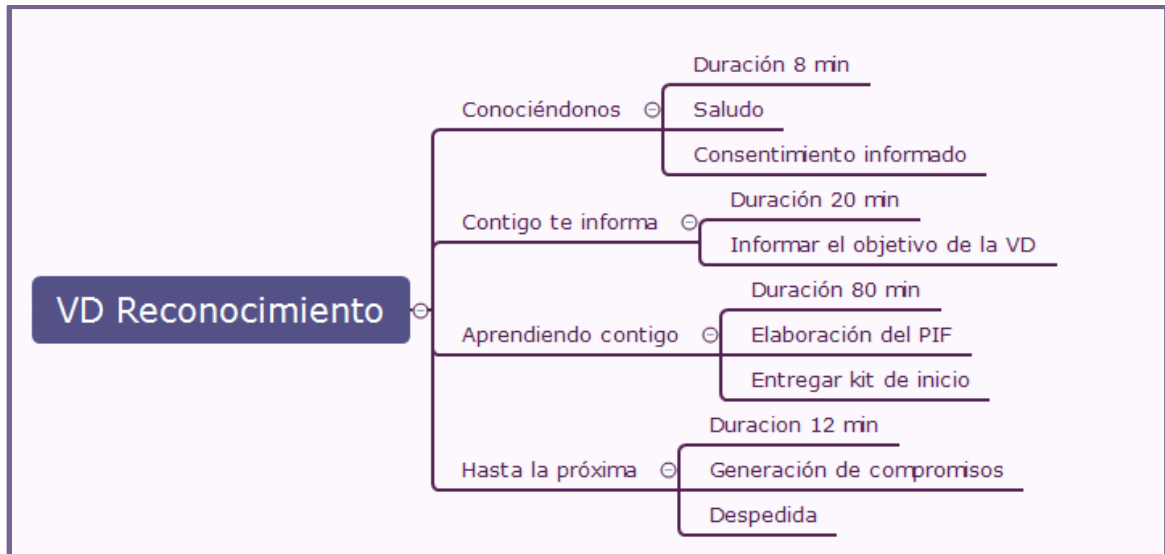 VD Reconocimiento
Conociéndonos
Duración 8 min
Saludo
Consentimiento informado
Contigo te informa
Duración 20 min
Informar el objetivo de la VD
Aprendiendo contigo
Duración 80 min
Elaboración del PIF
Entregar kit de inicio
Hasta la próxima
Duracion 12 min
Generación de compromisos
Despedida